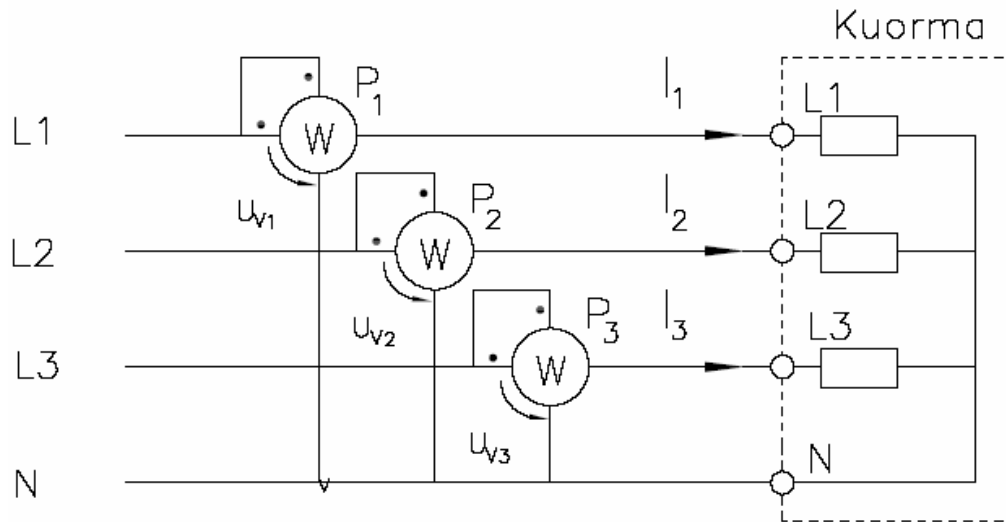 Kuorma
P1 I1 L1
L1 W
uv1
P2 I2 L2
L2 W
uv2
P3 I3 L3
L3 W
uv3
N N
v